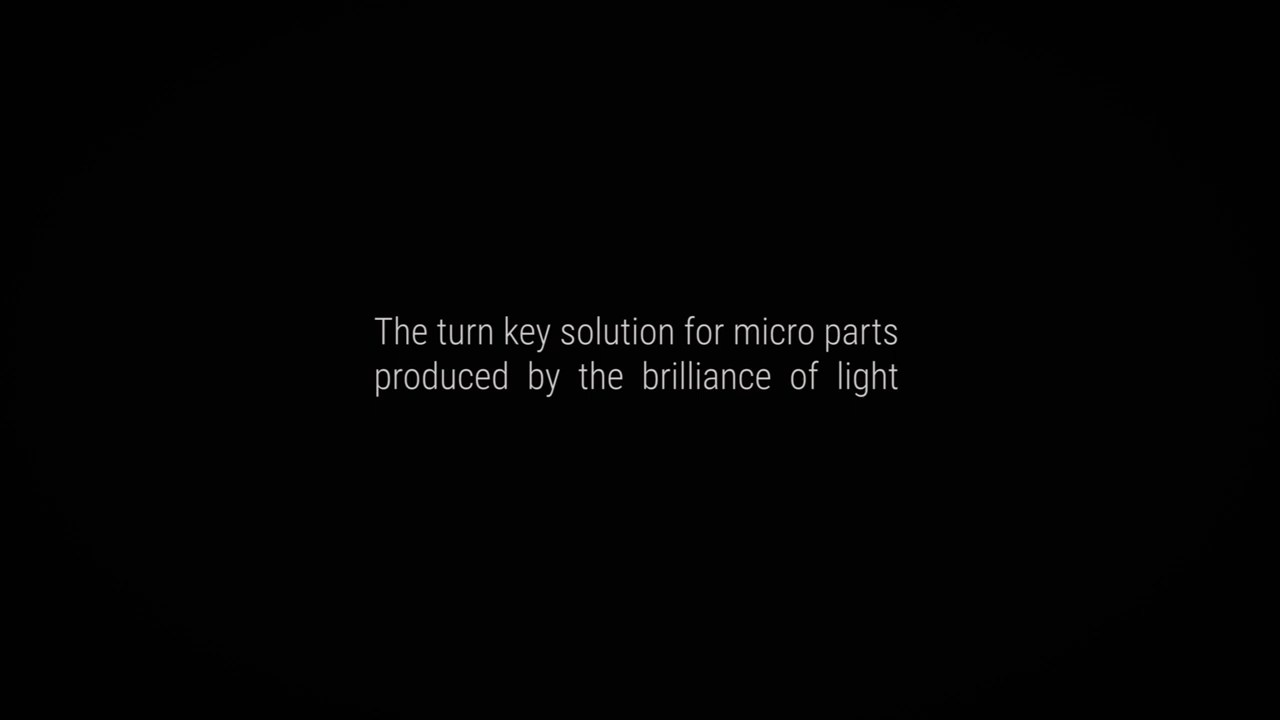 The turn key solution for micro parts
produced by the brilliance of light